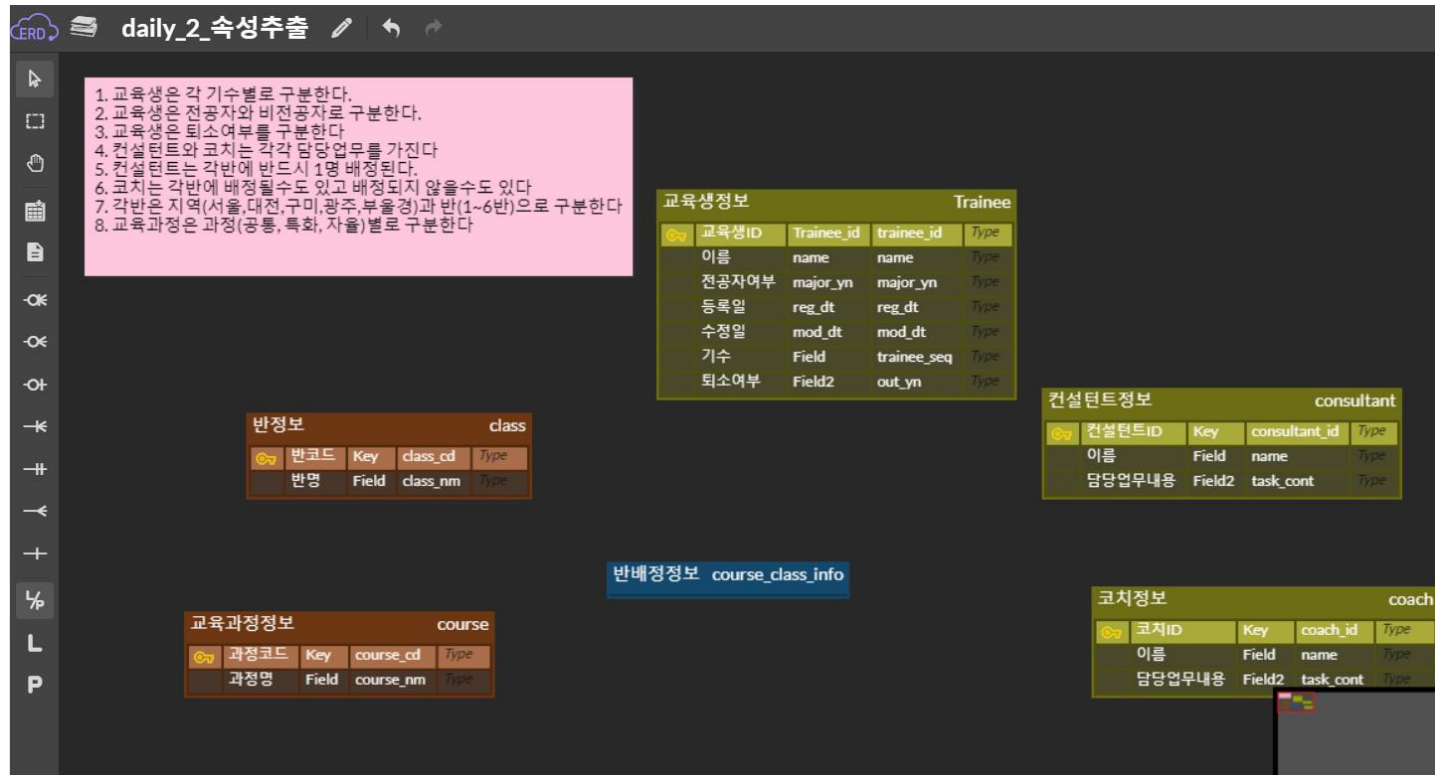 ERD
daily_2_속성추출
1. 교육생은 각 기수별로 구분한다.
2. 교육생은 전공자와 비전공자로 구분한다.
3. 교육생은 퇴소여부를 구분한다
4. 컨설턴트와 코치는 각각 담당업무를 가진다
5. 컨설턴트는 각반에 반드시 1명 배정된다.
6. 코치는 각반에 배정될수도 있고 배정되지 않을수도 있다
7. 각반은 지역(서울,대전,구미,광주,부울경)과 반(1~6반)으로 구분한다
8. 교육과정은 과정(공통, 특화, 자율)별로 구분한다
교육생정보 Trainee
교육생ID Trainee_id trainee_id Type
이름 name name Type
전공자여부 major_yn major_yn Type
등록일 reg_dt reg_dt Type
수정일 mod_dt mod_dt Type
기수 Field trainee_seq Type
퇴소여부 Field2 out_yn Type
컨설턴트정보 consultant
컨설턴트ID Key consultant_id Type
이름 Field name Type
담당업무내용 Field2 task_cont Type
반정보 class
반코드 Key class_cd Type
반명 Field class_nm Type
반배정정보 course_class_info
코치정보 coach
코치ID Key coach_id Type
이름 Field name Type
담당업무내용 Field2 task_cont Type
교육과정정보 course
과정코드 Key course_cd Type
과정명 Field course_nm Type
L/P
L
P